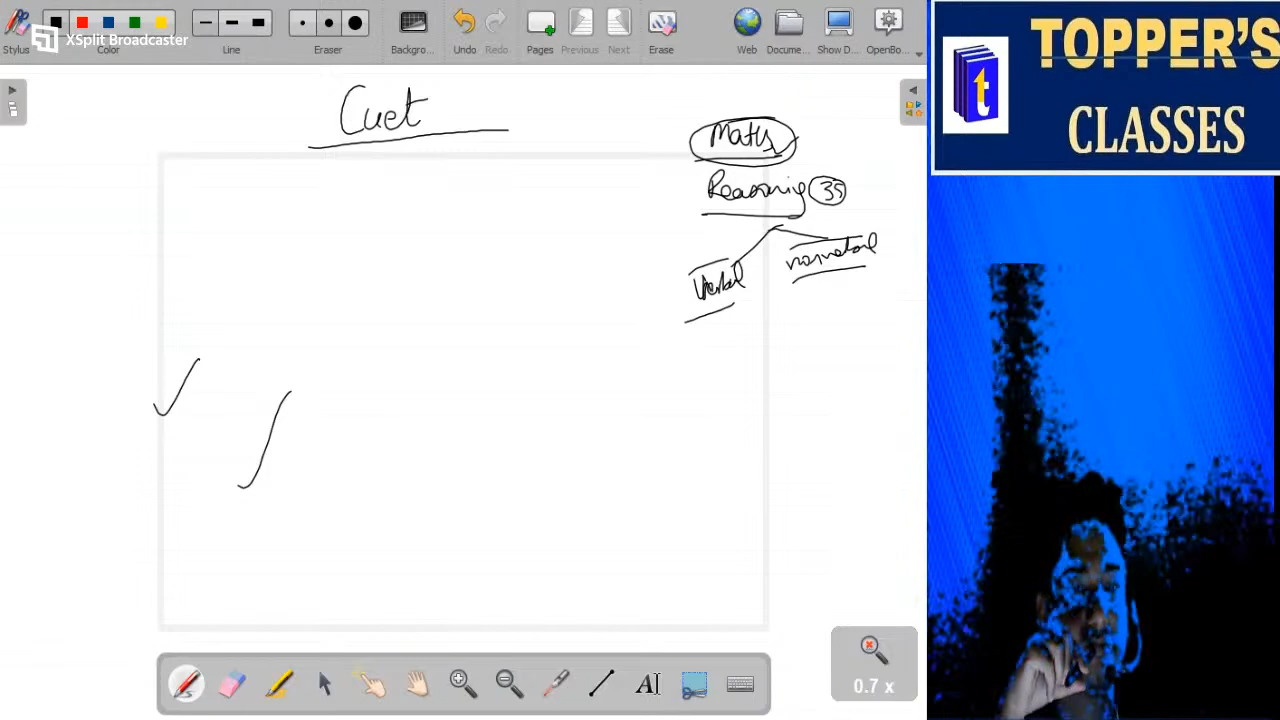 XSplit Broadcaster
Stylus Color Line Eraser Backgro... Undo Redo Pages Previous Next Erase Web Docume... Show D... OpenBo...
TOPPER'S
CLASSES
t
Cuet
Maths
Reasoning 35
Verbal nonverbal
AI
0.7 x